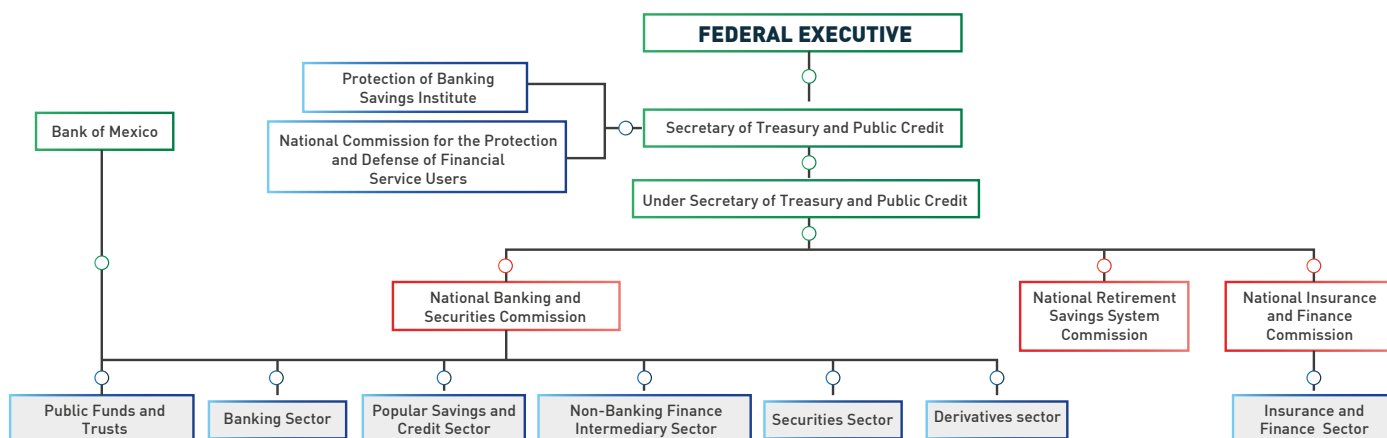 FEDERAL EXECUTIVE
Protection of Banking
Savings Institute
Bank of Mexico
Secretary of Treasury and Public Credit
National Commission for the Protection
and Defense of Financial
Service Users
Under Secretary of Treasury and Public Credit
National Banking and
Securities Commission
National Retirement
Savings System
Commission
National Insurance
and Finance
Commission
Public Funds and
Trusts
Banking Sector
Popular Savings and
Credit Sector
Non-Banking Finance
Intermediary Sector
Securities Sector
Derivatives sector
Insurance and
Finance Sector